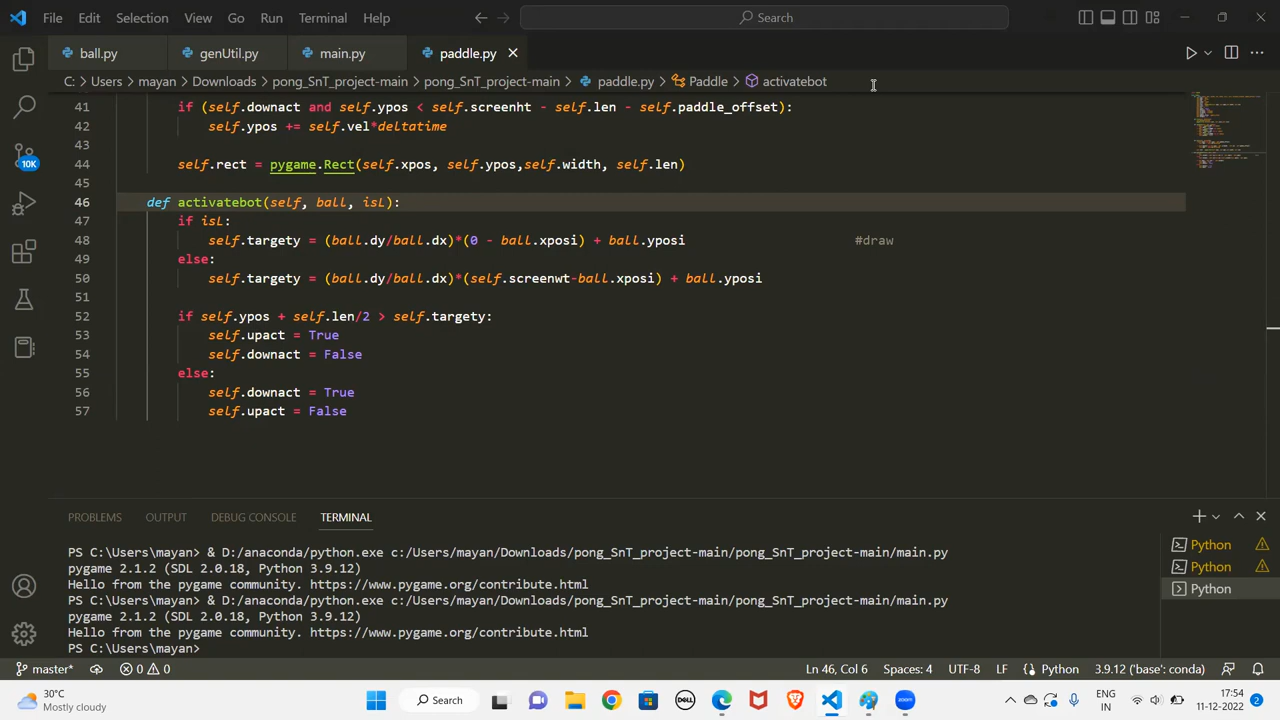 File Edit Selection View Go Run Terminal Help Search
ball.py genUtil.py main.py paddle.py
C: > Users > mayan > Downloads > pong_SnT_project-main > pong_SnT_project-main > paddle.py > Paddle > activatebot
41 if (self.downact and self.ypos < self.screenht - self.len - self.paddle_offset):
42 self.ypos += self.vel*deltatime
43
44 self.rect = pygame.Rect(self.xpos, self.ypos,self.width, self.len)
45
46 def activatebot(self, ball, isl):
47 if isl:
48 self.targety = (ball.dy/ball.dx)*(0 - ball.xposi) + ball.yposi #draw
49 else:
50 self.targety = (ball.dy/ball.dx)*(self.screenwt-ball.xposi) + ball.yposi
51
52 if self.ypos + self.len/2 > self.targety:
53 self.upact = True
54 self.downact = False
55 else:
56 self.downact = True
57 self.upact = False
10K
PROBLEMS OUTPUT DEBUG CONSOLE TERMINAL
PS C:\Users\mayan> & D:/anaconda/python.exe c:/Users/mayan/Downloads/pong_SnT_project-main/pong_SnT_project-main/main.py
pygame 2.1.2 (SDL 2.0.18, Python 3.9.12)
Hello from the pygame community. https://www.pygame.org/contribute.html
PS C:\Users\mayan> & D:/anaconda/python.exe c:/Users/mayan/Downloads/pong_SnT_project-main/pong_SnT_project-main/main.py
pygame 2.1.2 (SDL 2.0.18, Python 3.9.12)
Hello from the pygame community. https://www.pygame.org/contribute.html
PS C:\Users\mayan>
Python
Python
Python
master* 0 0 Ln 46, Col 6 Spaces: 4 UTF-8 LF Python 3.9.12 ('base': conda)
30°C
Mostly cloudy
Search
DELL
zoom
ENG
IN
17:54
11-12-2022
2